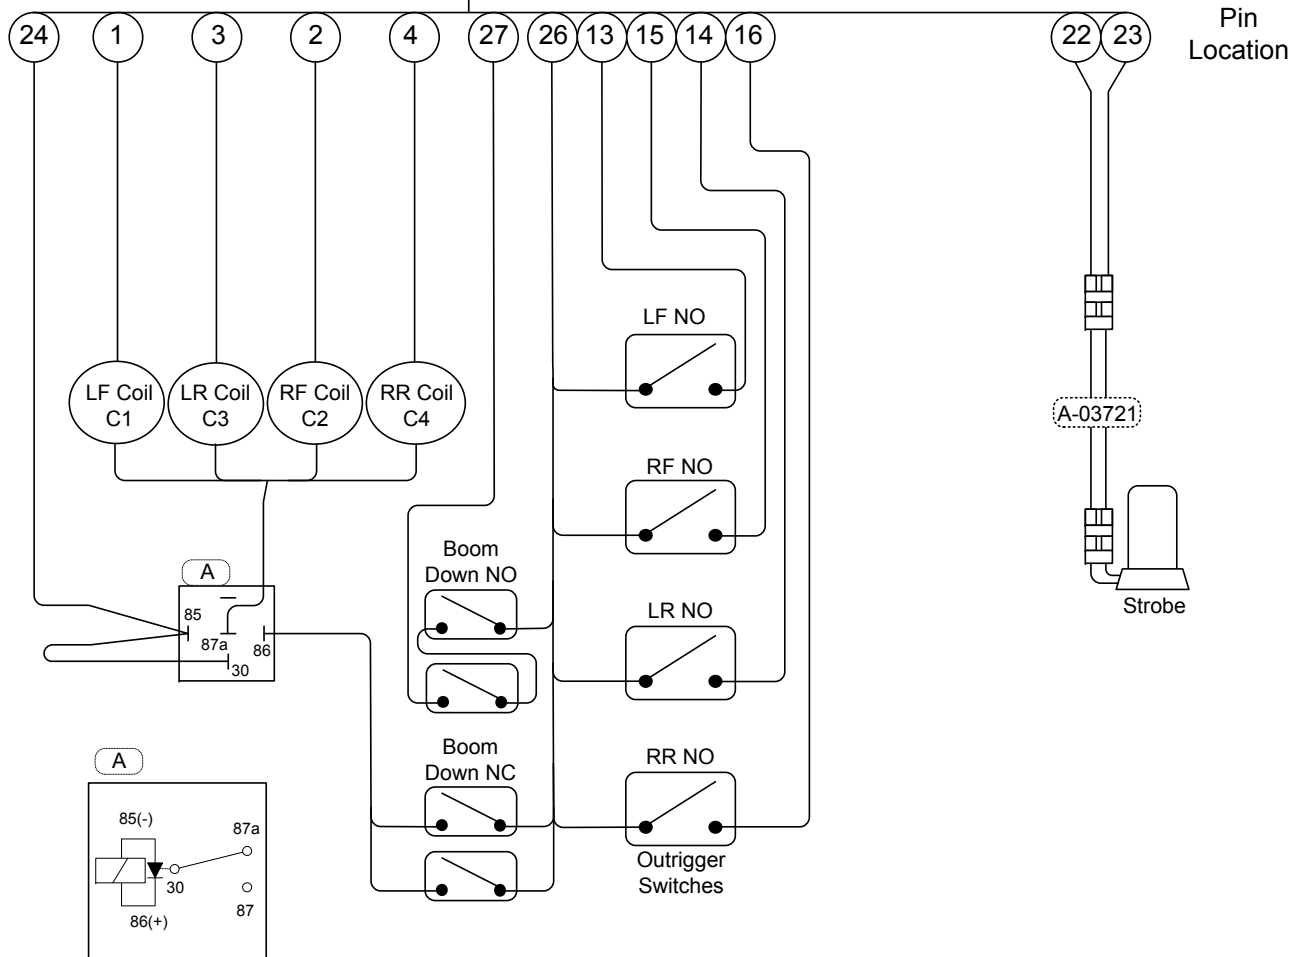 Pin
Location
24 1 3 2 4 27 26 13 15 14 16 22 23
LF NO
LF Coil
C1
LR Coil
C3
RF Coil
C2
RR Coil
C4
A-03721
RF NO
Boom
Down NO
A
85
87a
86
30
LR NO
Strobe
Boom
Down NC
RR NO
A
85(-)
87a
30
87
86(+)
Outrigger
Switches